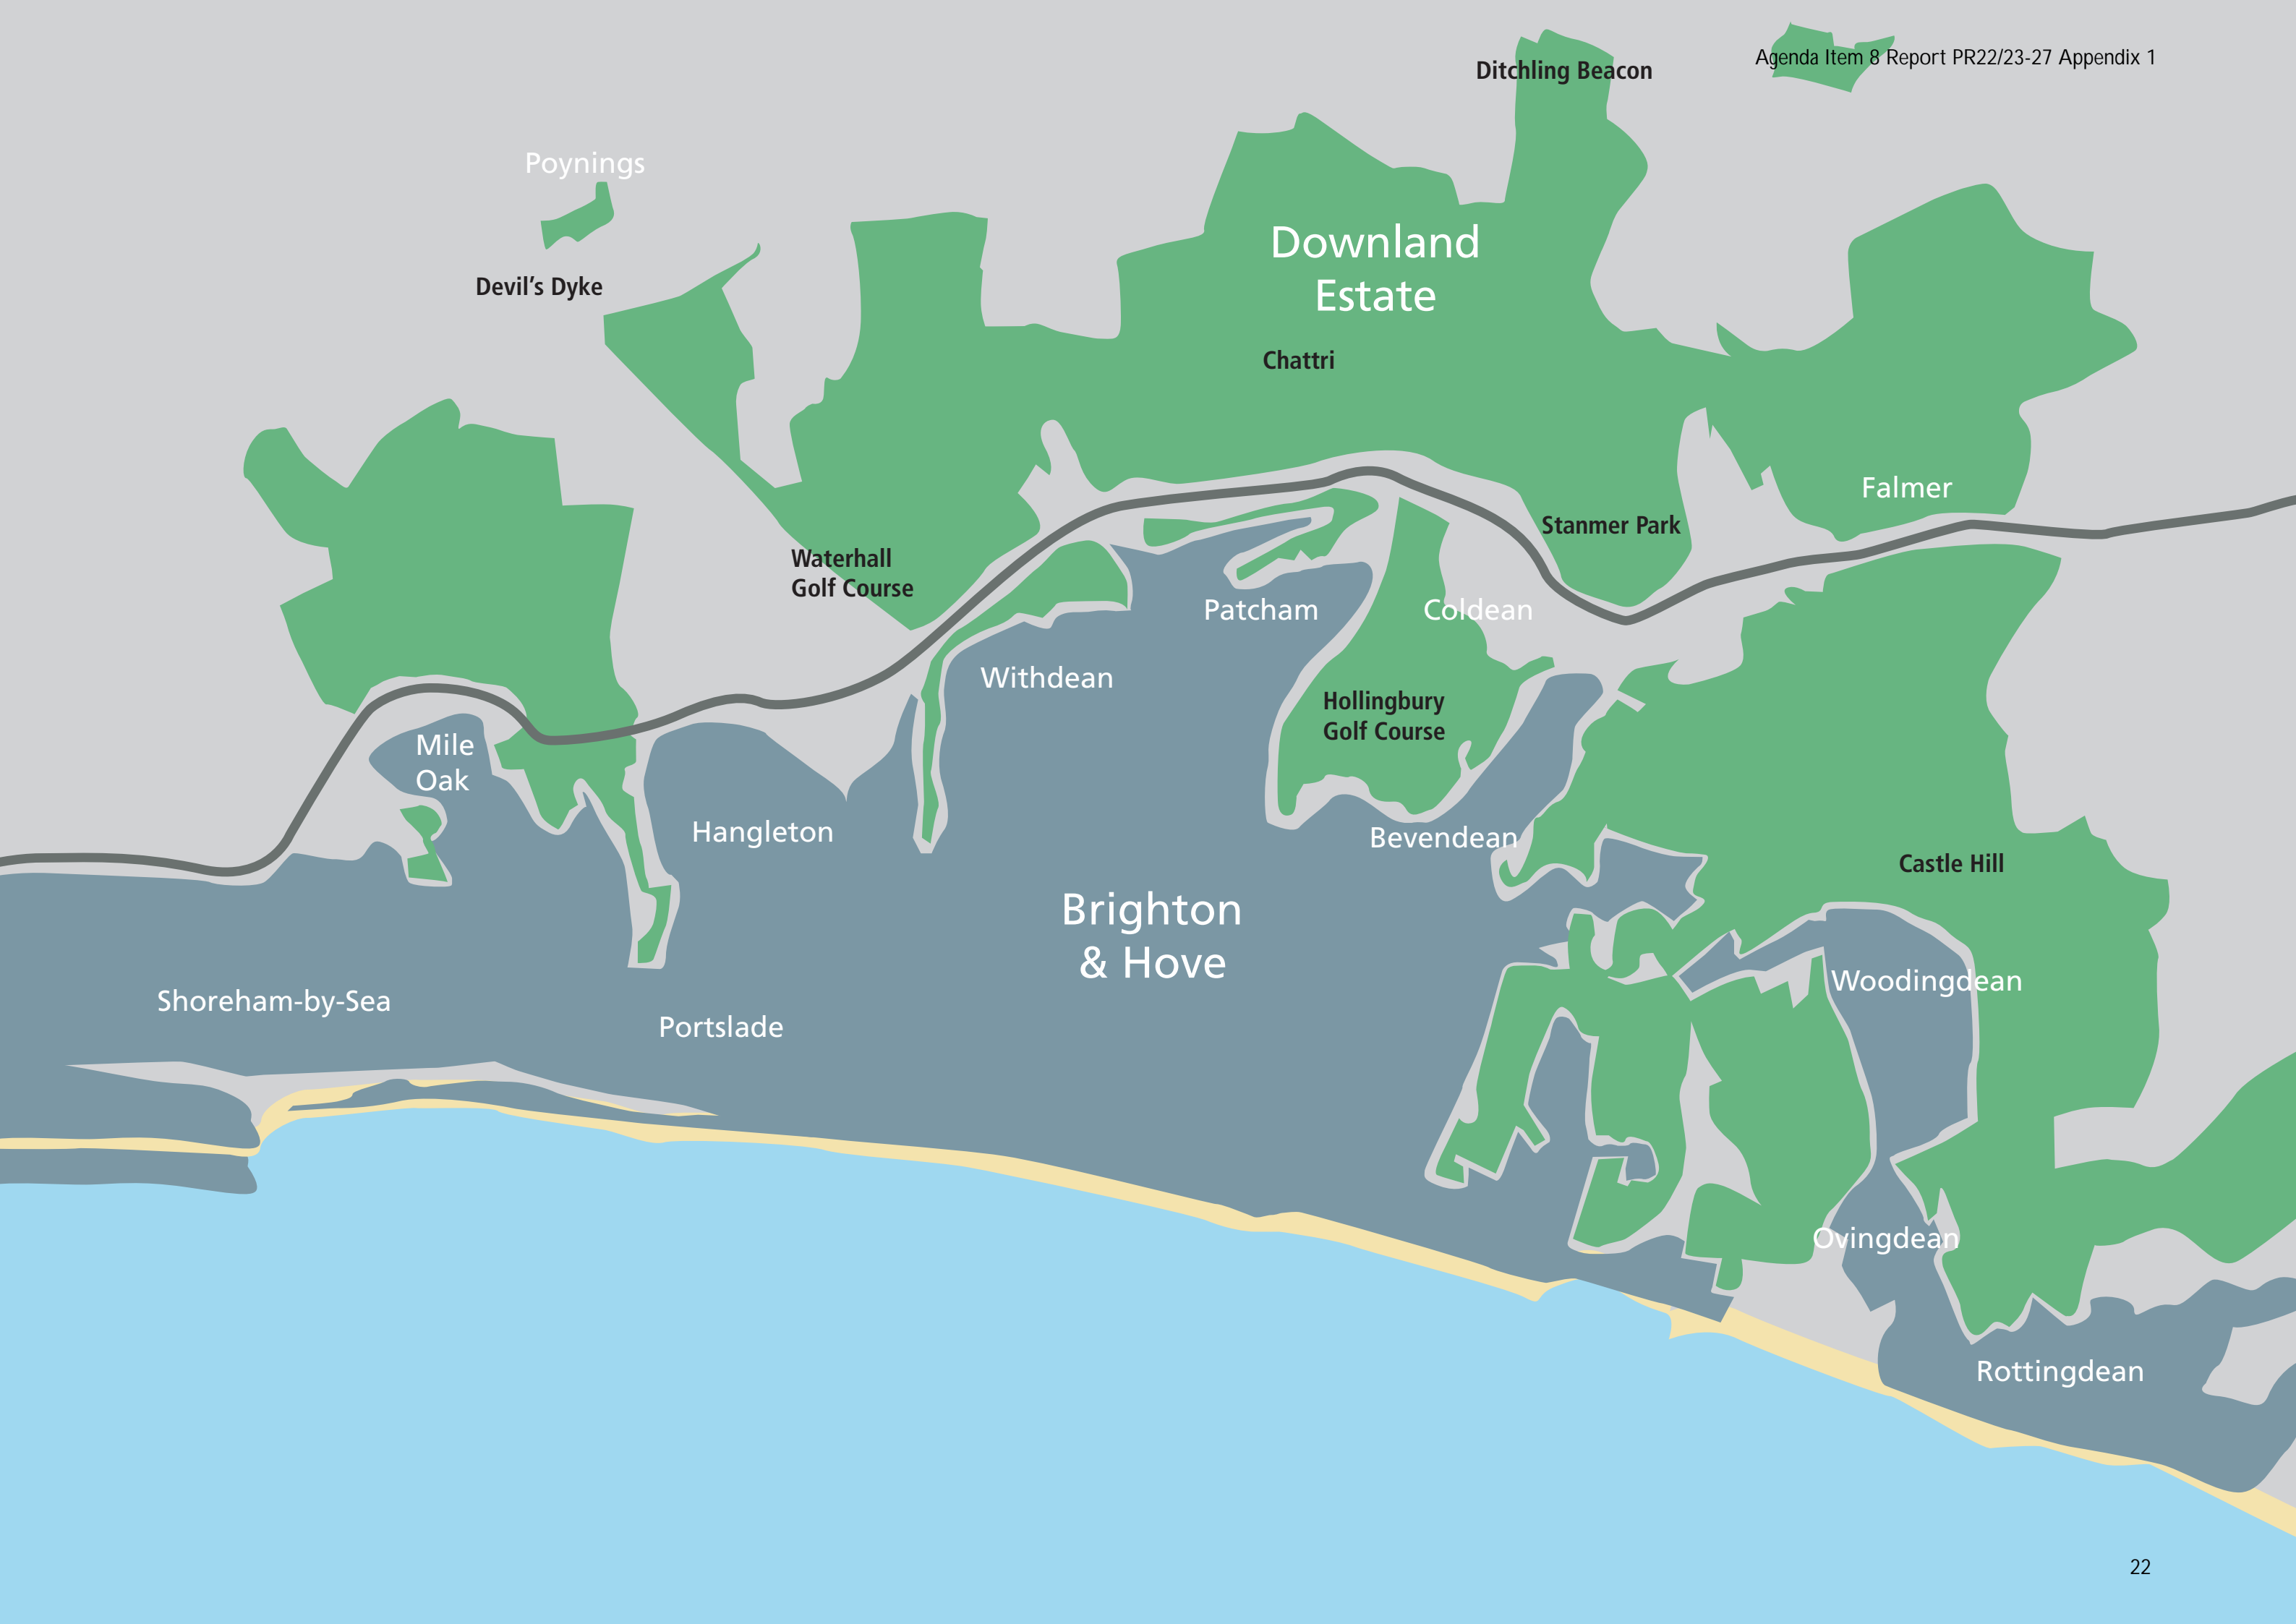 Agenda Item 8 Report PR22/23-27 Appendix 1
Ditchling Beacon
Poynings
Devil's Dyke
Downland
Estate
Chattri
Falmer
Stanmer Park
Waterhall
Golf Course
Patcham
Coldean
Withdean
Hollingbury
Golf Course
Mile
Oak
Hangleton
Bevendean
Castle Hill
Brighton
& Hove
Woodingdean
Shoreham-by-Sea
Portslade
Ovingdean
Rottingdean
22